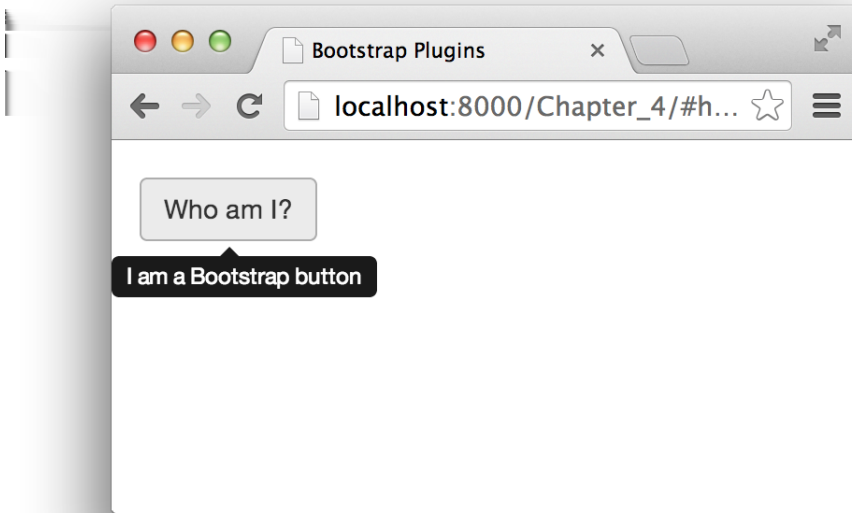 Bootstrap Plugins
localhost:8000/Chapter_4/#h...
Who am I?
I am a Bootstrap button